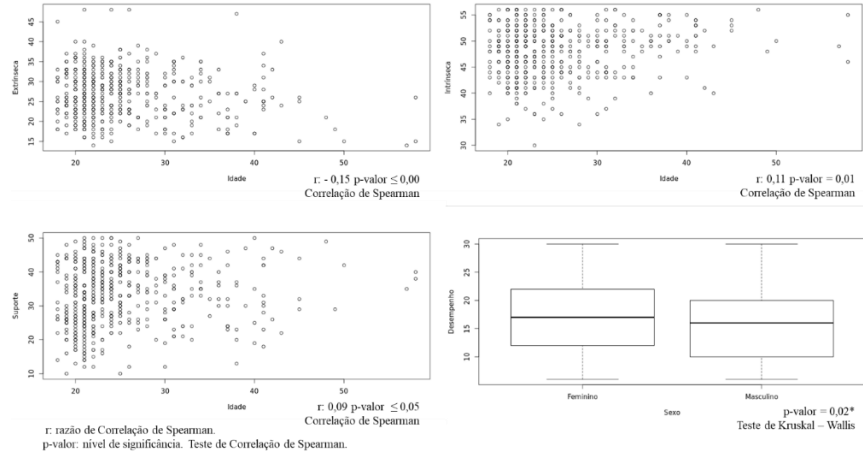 Extrínseca
45
40
35
30
25
20
15
20
30
40
50
Idade
r: - 0,15 p-valor ≤ 0,00
Correlação de Spearman
Intrínseca
55
50
45
40
35
30
20
30
40
50
Idade
r: 0,11 p-valor = 0,01
Correlação de Spearman
Suporte
50
40
30
20
10
20
30
40
50
Idade
r: 0,09 p-valor ≤ 0,05
Correlação de Spearman
Desempenho
30
25
20
15
10
Feminino
Masculino
Sexo
p-valor = 0,02*
Teste de Kruskal – Wallis
r: razão de Correlação de Spearman.
p-valor: nível de significância. Teste de Correlação de Spearman.